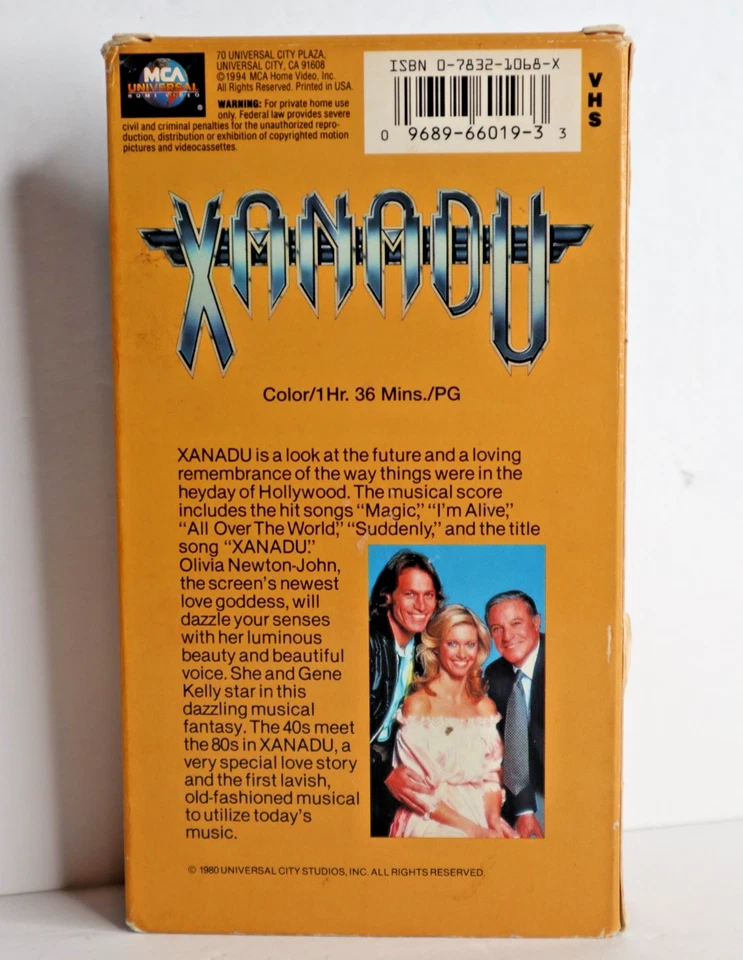 MCA
UNIVERSAL
HOME VIDEO
®
70 UNIVERSAL CITY PLAZA,
UNIVERSAL CITY, CA 91608
©1994 MCA Home Video, Inc.
All Rights Reserved. Printed in USA.
WARNING: For private home use
only. Federal law provides severe
civil and criminal penalties for the unauthorized repro-
duction, distribution or exhibition of copyrighted motion
pictures and videocassettes.
ISBN 0-7832-1068-X
0 9689-66019-3 3
VHS
XANADU
Color/1Hr. 36 Mins./PG
XANADU is a look at the future and a loving
remembrance of the way things were in the
heyday of Hollywood. The musical score
includes the hit songs “Magic,” “I'm Alive,”
“All Over The World,” “Suddenly,” and the title
song “XANADU.”
Olivia Newton-John,
the screen's newest
love goddess, will
dazzle your senses
with her luminous
beauty and beautiful
voice. She and Gene
Kelly star in this
dazzling musical
fantasy. The 40s meet
the 80s in XANADU, a
very special love story
and the first lavish,
old-fashioned musical
to utilize today's
music.
© 1980 UNIVERSAL CITY STUDIOS, INC. ALL RIGHTS RESERVED.